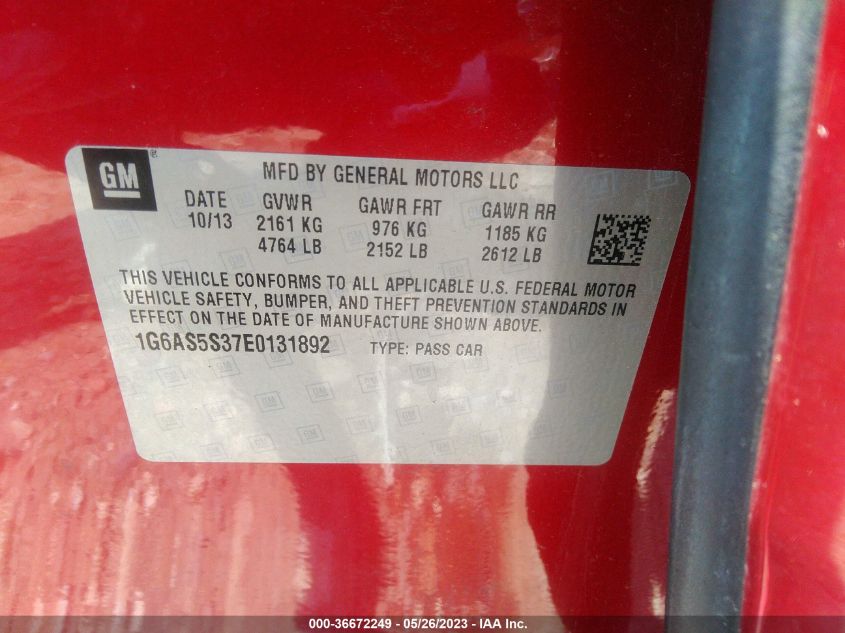 GM ®
MFD BY GENERAL MOTORS LLC
DATE GVWR GAWR FRT GAWR RR
10/13 2161 KG 976 KG 1185 KG
4764 LB 2152 LB 2612 LB
THIS VEHICLE CONFORMS TO ALL APPLICABLE U.S. FEDERAL MOTOR
VEHICLE SAFETY, BUMPER, AND THEFT PREVENTION STANDARDS IN
EFFECT ON THE DATE OF MANUFACTURE SHOWN ABOVE.
1G6AS5S37E0131892 TYPE: PASS CAR
000-36672249 - 05/26/2023 - IAA Inc.